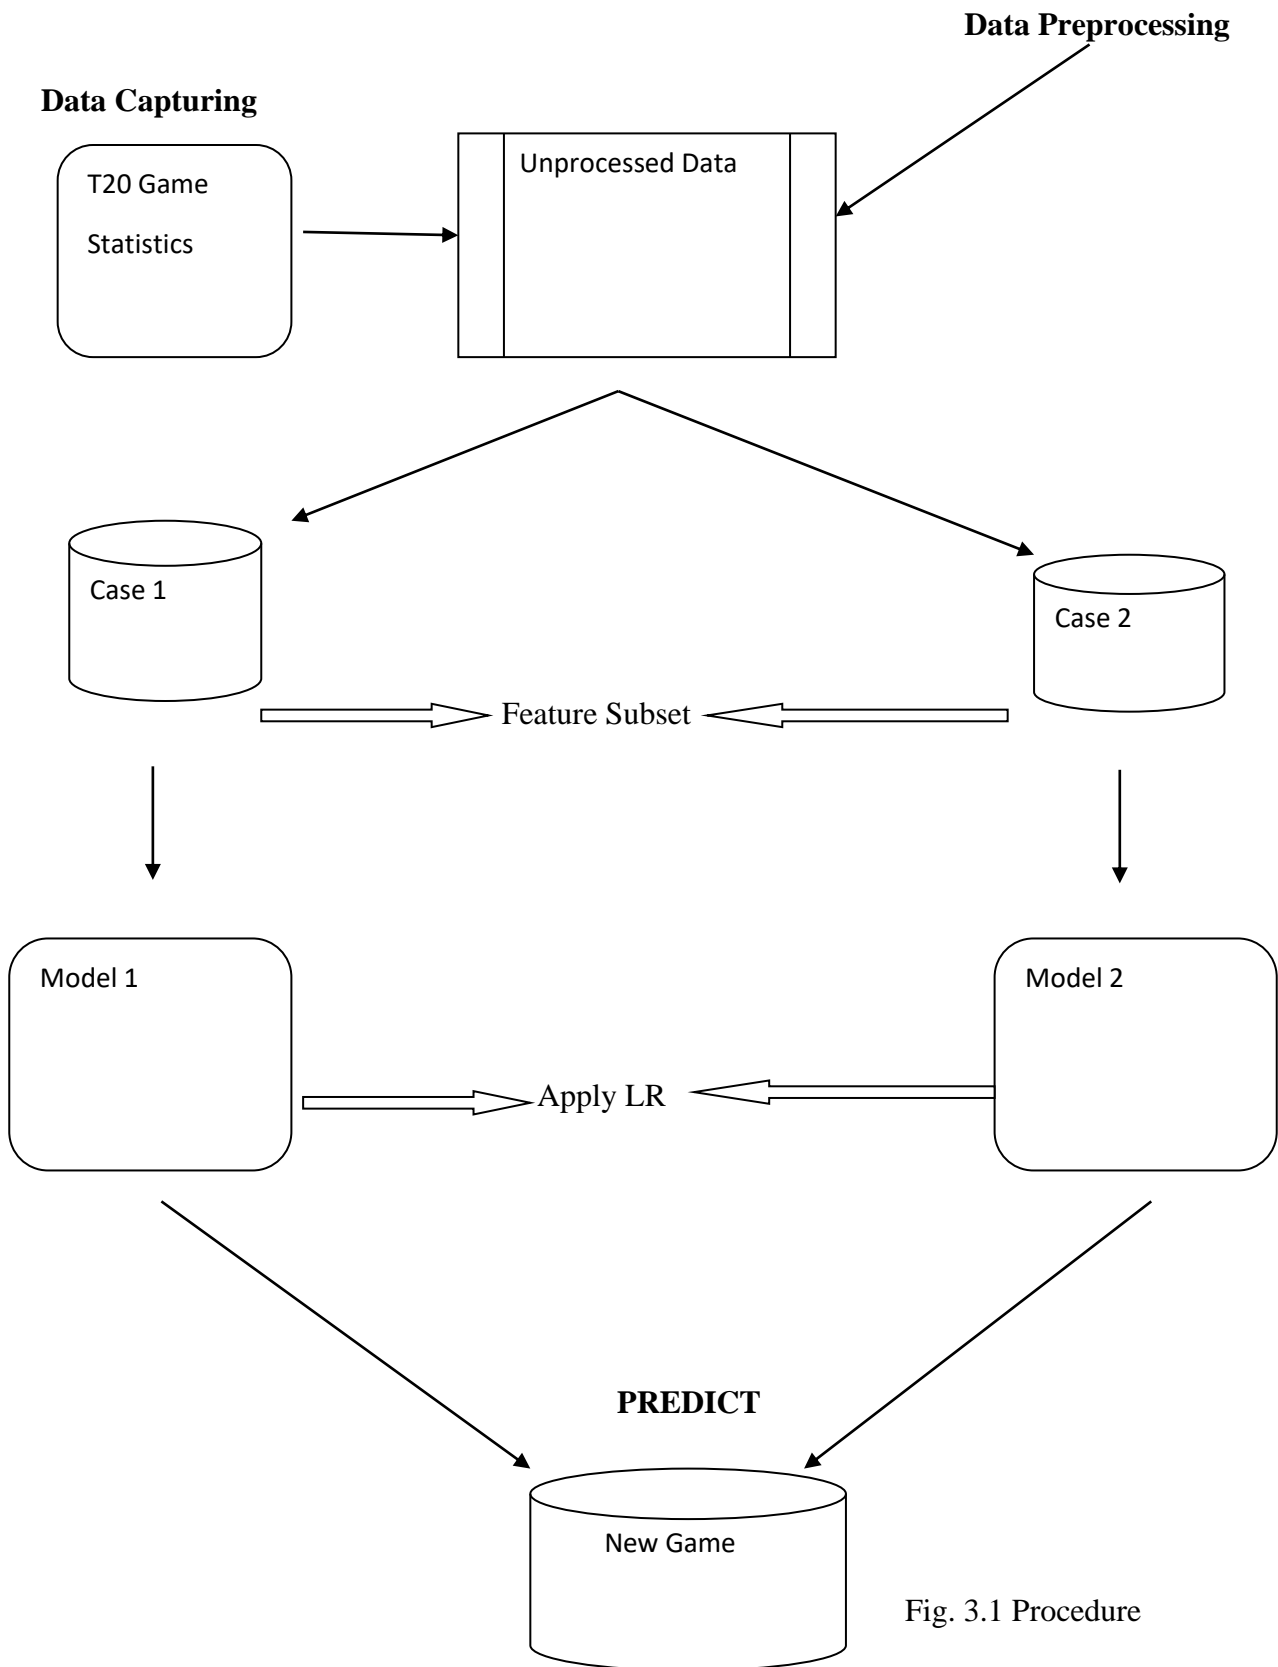 Data Preprocessing
Data Capturing
T20 Game
Statistics
Unprocessed Data
Case 1
Case 2
Feature Subset
Model 1
Model 2
Apply LR
PREDICT
New Game
Fig. 3.1 Procedure